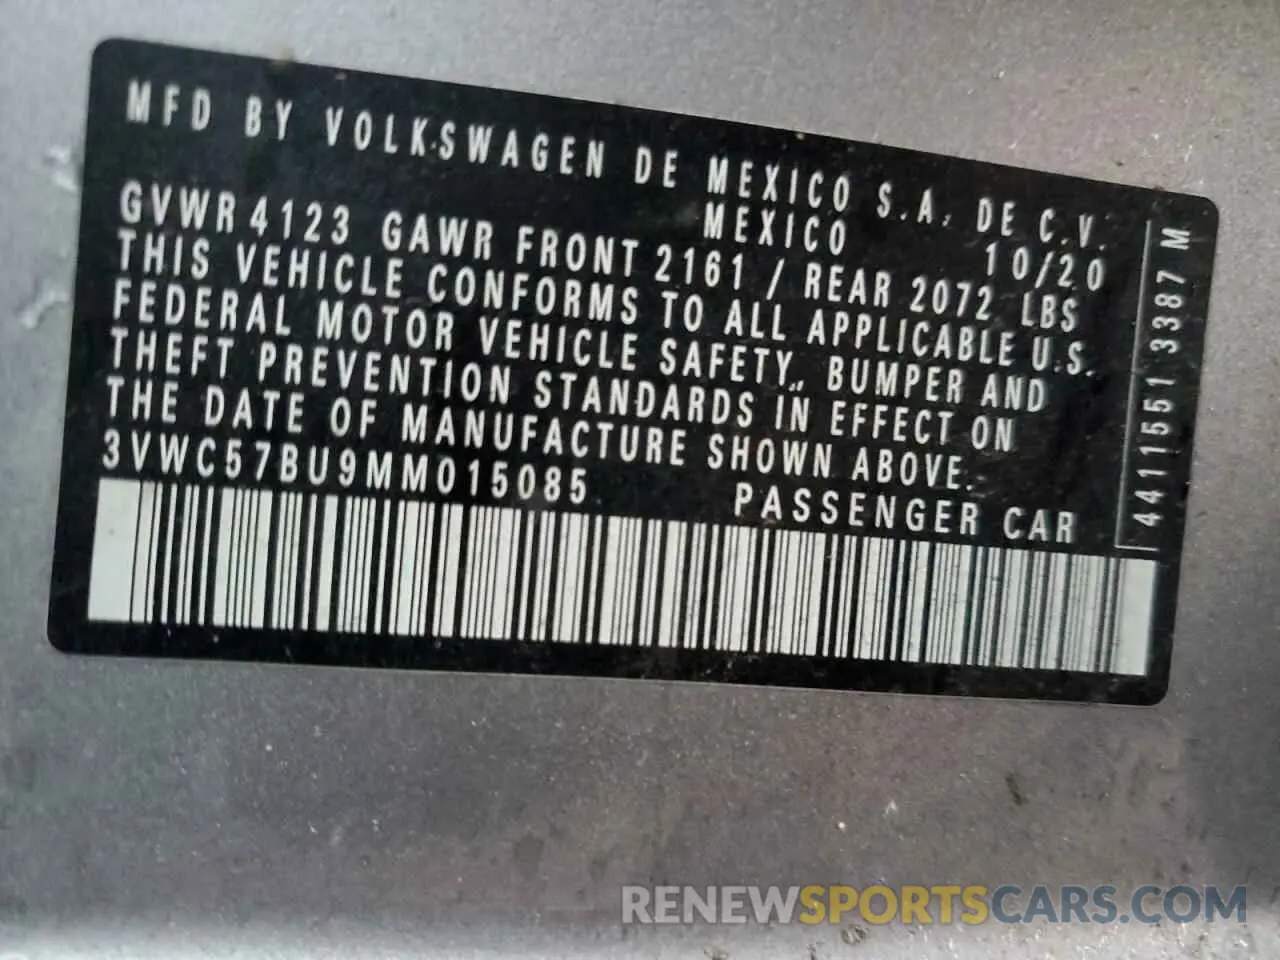 MFD BY VOLKSWAGEN DE MEXICO S.A. DE C.V.
MEXICO 10/20
GVWR 4123 GAWR FRONT 2161 / REAR 2072 LBS
THIS VEHICLE CONFORMS TO ALL APPLICABLE U.S.
FEDERAL MOTOR VEHICLE SAFETY, BUMPER AND
THEFT PREVENTION STANDARDS IN EFFECT ON
THE DATE OF MANUFACTURE SHOWN ABOVE.
3VWC57BU9MM015085 PASSENGER CAR
4411551 3387 M
RENEWSPORTSCARS.COM